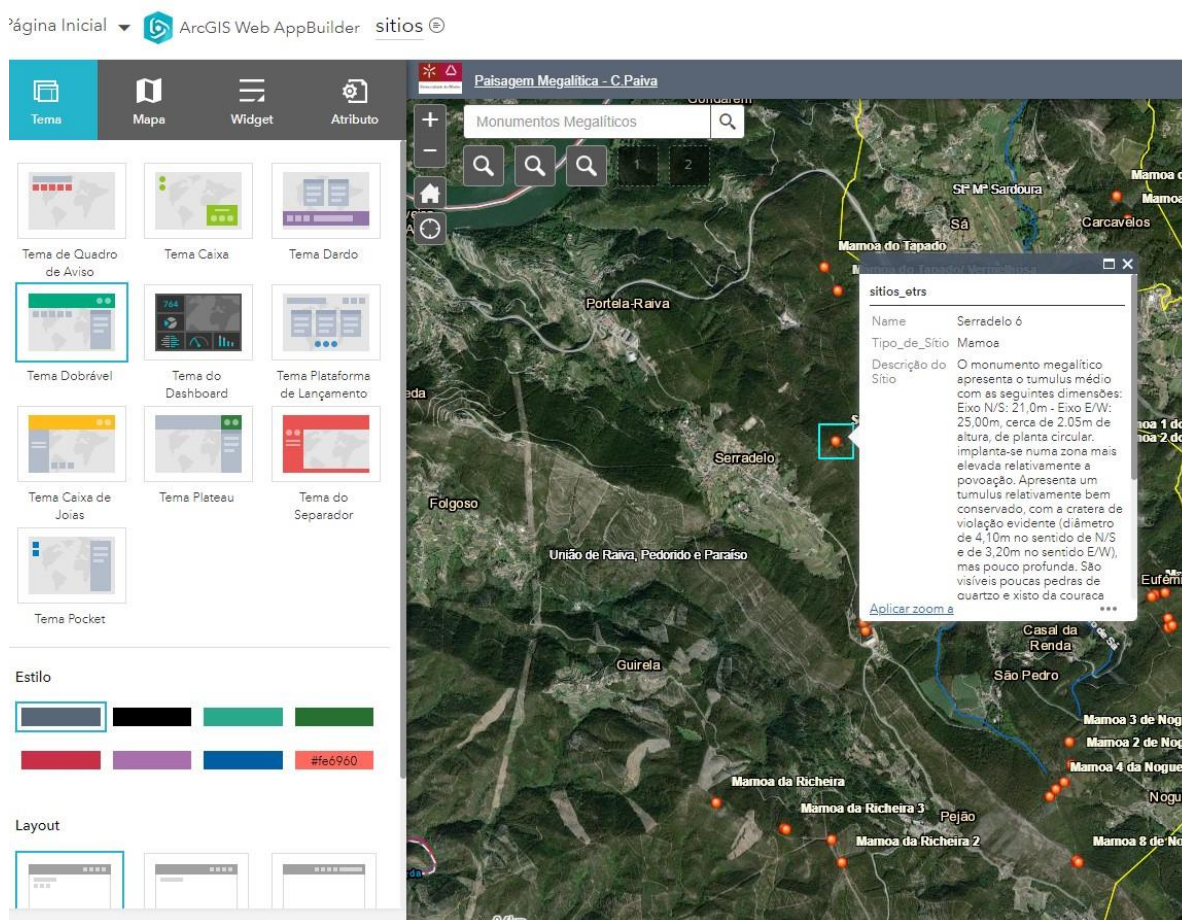 Página Inicial ArcGIS Web AppBuilder sitios
Tema Mapa Widget Atributo
Tema de Quadro
de Aviso
Tema Caixa
Tema Dardo
764
Tema Dobrável
Tema do
Dashboard
Tema Plataforma
de Lançamento
Tema Caixa de
Joias
Tema Plateau
Tema do
Separador
Tema Pocket
Estilo
#fe6960
Layout
Paisagem Megalítica - C.Paiva
+
Monumentos Megalíticos
−
1 2
Stª Mª Sardoura
Mamoa
Mamoa
Sá
Carcavelos
Mamoa do Tapado
Portela-Raiva
Serradelo
Folgoso
União de Raiva, Pedorido e Paraíso
Guirela
sitios_etrs
Name Serradelo 6
Tipo_de_Sítio Mamoa
Descrição do
Sítio
O monumento megalítico
apresenta o tumulus médio
com as seguintes dimensões:
Eixo N/S: 21,0m - Eixo E/W:
25,00m, cerca de 2.05m de
altura, de planta circular.
implanta-se numa zona mais
elevada relativamente a
povoação. Apresenta um
tumulus relativamente bem
conservado, com a cratera de
violação evidente (diâmetro
de 4,10m no sentido de N/S
e de 3,20m no sentido E/W),
mas pouco profunda. São
visíveis poucas pedras de
quartzo e xisto da couraça
Aplicar zoom a
Casal da
Renda
São Pedro
Mamoa 3 de Nog
Mamoa 2 de Nog
Mamoa 4 da Nogue
Nogu
Mamoa da Richeira
Mamoa da Richeira 3
Pejão
Mamoa da Richeira 2
Mamoa 8 de No